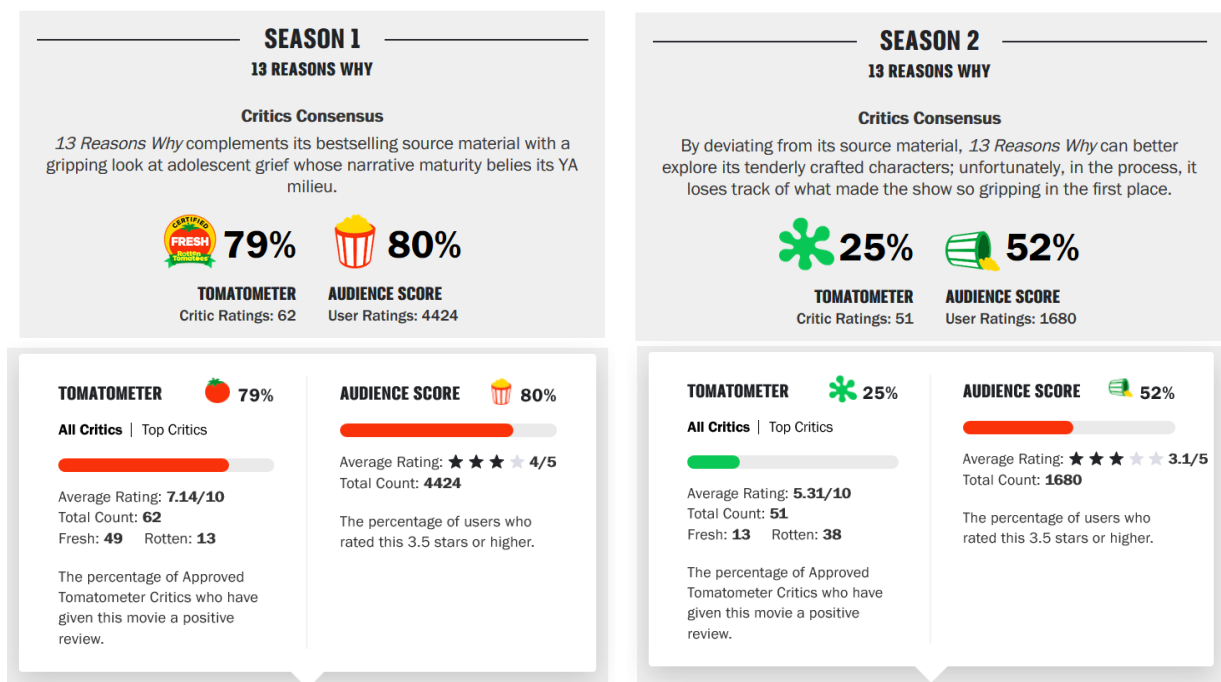 SEASON 1
13 REASONS WHY
Critics Consensus
13 Reasons Why complements its bestselling source material with a
gripping look at adolescent grief whose narrative maturity belies its YA
milieu.
CERTIFIED
FRESH
Rotten
Tomatoes
79%
80%
TOMATOMETER
AUDIENCE SCORE
Critic Ratings: 62
User Ratings: 4424
TOMATOMETER
79%
All Critics | Top Critics
Average Rating: 7.14/10
Total Count: 62
Fresh: 49 Rotten: 13
The percentage of Approved
Tomatometer Critics who have
given this movie a positive
review.
AUDIENCE SCORE
80%
Average Rating: 4/5
Total Count: 4424
The percentage of users who
rated this 3.5 stars or higher.
SEASON 2
13 REASONS WHY
Critics Consensus
By deviating from its source material, 13 Reasons Why can better
explore its tenderly crafted characters; unfortunately, in the process, it
loses track of what made the show so gripping in the first place.
25%
52%
TOMATOMETER
AUDIENCE SCORE
Critic Ratings: 51
User Ratings: 1680
TOMATOMETER
25%
All Critics | Top Critics
Average Rating: 5.31/10
Total Count: 51
Fresh: 13 Rotten: 38
The percentage of Approved
Tomatometer Critics who have
given this movie a positive
review.
AUDIENCE SCORE
52%
Average Rating: 3.1/5
Total Count: 1680
The percentage of users who
rated this 3.5 stars or higher.